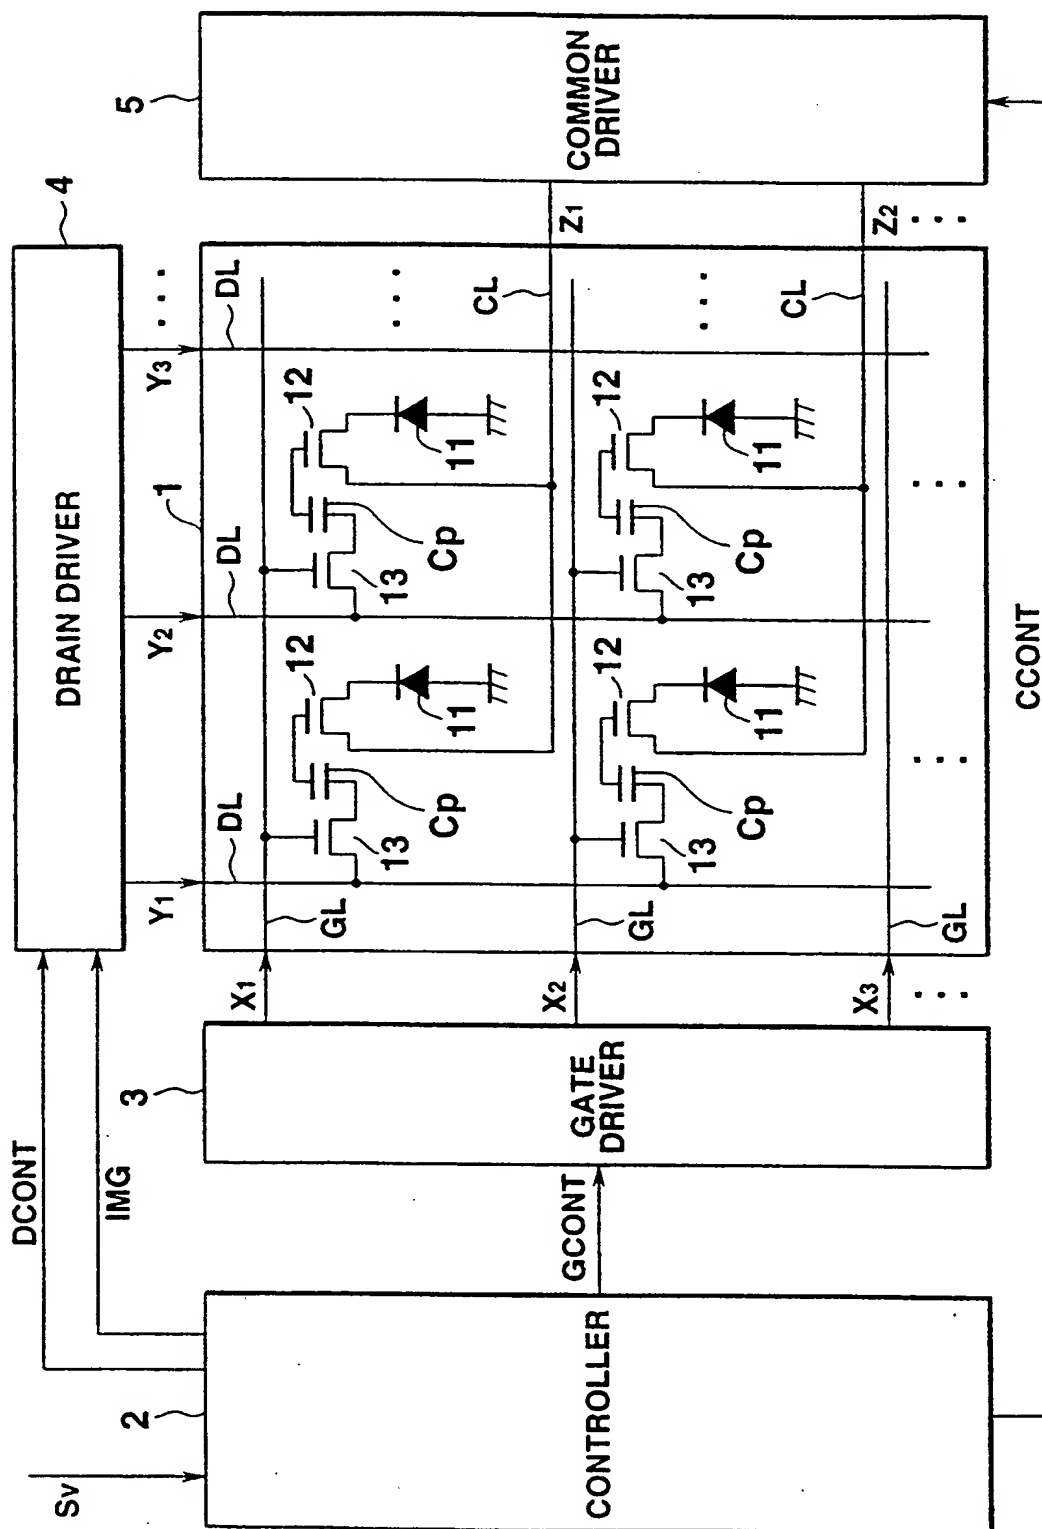 Sv
2
CONTROLLER
DCONT
IMG
GCONT
3
GATE
DRIVER
X1
X2
X3
...
4
DRAIN DRIVER
Y1
Y2
Y3
...
1
DL
DL
DL
GL
GL
GL
13
Cp
12
11
13
Cp
12
11
...
CL
13
Cp
12
11
13
Cp
12
11
...
CL
...
...
Z1
Z2
...
5
COMMON
DRIVER
CCONT